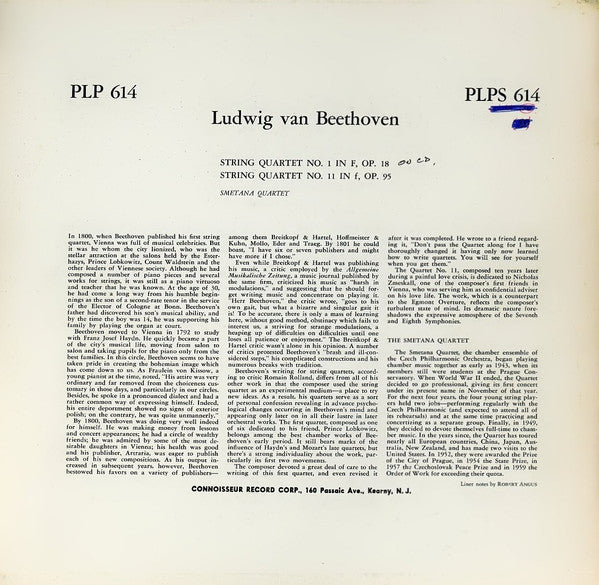 PLP 614
PLPS 614
Ludwig van Beethoven
STRING QUARTET NO. 1 IN F, OP. 18 ON CD.
STRING QUARTET NO. 11 IN f, OP. 95
SMETANA QUARTET
In 1800, when Beethoven published his first string
quartet, Vienna was full of musical celebrities. But
it was he whom the city lionized, who was the
stellar attraction at the salons held by the Ester-
hazys, Prince Lobkowitz, Count Waldstein and the
other leaders of Viennese society. Although he had
composed a number of piano pieces and several
works for strings, it was still as a piano virtuoso
and teacher that he was known. At the age of 30,
he had come a long way from his humble begin-
nings as the son of a second-rate tenor in the service
of the Elector of Cologne at Bonn. Beethoven's
father had discovered his son's musical ability, and
by the time the boy was 14, he was supporting his
family by playing the organ at court.
Beethoven moved to Vienna in 1792 to study
with Franz Josef Haydn. He quickly became a part
of the city's musical life, moving from salon to
salon and taking pupils for the piano only from the
best families. In this circle, Beethoven seems to have
taken pride in creating the bohemian image which
has come down to us. As Fraulein von Kissow, a
young pianist at the time, noted, "His attire was very
ordinary and far removed from the choiceness cus-
tomary in those days, and particularly in our circles.
Besides, he spoke in a pronounced dialect and had a
rather common way of expressing himself. Indeed,
his entire deportment showed no signs of exterior
polish; on the contrary, he was quite unmannerly."
By 1800, Beethoven was doing very well indeed
for himself. He was making money from lessons
and concert appearances; he had a circle of wealthy
friends; he was admired by some of the most de-
sirable daughters in Vienna; his health was good
and his publisher, Artraria, was eager to publish
each of his new compositions. As his output in-
creased in subsequent years, however, Beethoven
bestowed his favors on a variety of publishers—
among them Breitkopf & Hartel, Hoffmeister &
Kuhn, Mollo, Eder and Traeg. By 1801 he could
boast, "I have six or seven publishers and might
have more if I chose."
Even while Breitkopf & Hartel was publishing
his music, a critic employed by the Allgemeine
Musikalische Zeitung, a music journal published by
the same firm, criticized his music as "harsh in
modulations," and suggesting that he should for-
get writing music and concentrate on playing it.
"Herr Beethoven," the critic wrote, "goes to his
own gait, but what a bizarre and singular gait it
is! To be accurate, there is only a mass of learning
here, without good method, obstinacy which fails to
interest us, a striving for strange modulations, a
heaping up of difficulties on difficulties until one
loses all patience or enjoyment." The Breitkopf &
Hartel critic wasn't alone in his opinion. A number
of critics protested Beethoven's "brash and ill-con-
sidered steps," his complicated constructions and his
numerous breaks with tradition.
Beethoven's writing for string quartets, accord-
ing to critic Romain Rolland, differs from all of his
other work in that the composer used the string
quartet as an experimental medium—a place to try
new ideas. As a result, his quartets serve as a sort
of personal confession revealing in advance psycho-
logical changes occurring in Beethoven's mind and
appearing only later on in all their lustre in later
orchestral works. The first quartet, composed as one
of six dedicated to his friend, Prince Lobkowitz,
belongs among the best chamber works of Beet-
hoven's early period. It still bears marks of the
influence of Haydn's and Mozart's late quartets, but
there's a strong individuality about the work, par-
ticularly its first two movements.
The composer devoted a great deal of care to the
writing of this first quartet, and even revised it
after it was completed. He wrote to a friend regard-
ing it, "Don't pass the Quartet along for I have
thoroughly changed it having only now learned
how to write quartets. You will see for yourself
when you get them."
The Quartet No. 11, composed ten years later
during a painful love crisis, is dedicated to Nicholas
Zmeskall, one of the composer's first friends in
Vienna, who was serving him as confidential adviser
on his love life. The work, which is a counterpart
to the Egmont Overture, reflects the composer's
turbulent state of mind. Its dramatic nature fore-
shadows the expressive atmosphere of the Seventh
and Eighth Symphonies.
THE SMETANA QUARTET
The Smetana Quartet, the chamber ensemble of
the Czech Philharmonic Orchestra, began playing
chamber music together as early as 1943, when its
members still were students at the Prague Con-
servatory. When World War II ended, the Quartet
decided to go professional, giving its first concert
under its present name in November of that year.
For the next four years, the four young string play-
ers held two jobs—performing regularly with the
Czech Philharmonic (and expected to attend all of
its rehearsals) and at the same time practicing and
concertizing as a separate group. Finally, in 1949,
they decided to devote themselves full-time to cham-
ber music. In the years since, the Quartet has toured
nearly all European countries, China, Japan, Aus-
tralia, New Zealand, and has made two visits to the
United States. In 1952, they were awarded the Prize
of the City of Prague, in 1954 the State Prize, in
1957 the Czechoslovak Peace Prize and in 1959 the
Order of Work for exceeding their quota.
Liner notes by ROBERT ANGUS
CONNOISSEUR RECORD CORP., 160 Passaic Ave., Kearny, N. J.